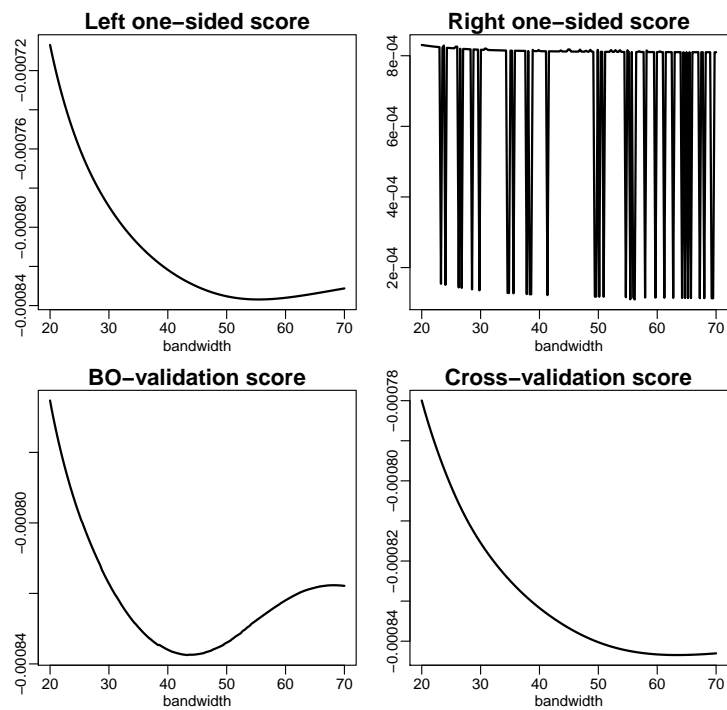 Left one−sided score
−0.00084
−0.00080
−0.00076
−0.00072
20 30 40 50 60 70
bandwidth
Right one−sided score
2e−04
4e−04
6e−04
8e−04
20 30 40 50 60 70
bandwidth
BO−validation score
−0.00084
−0.00080
20 30 40 50 60 70
bandwidth
Cross−validation score
−0.00084
−0.00082
−0.00080
−0.00078
20 30 40 50 60 70
bandwidth